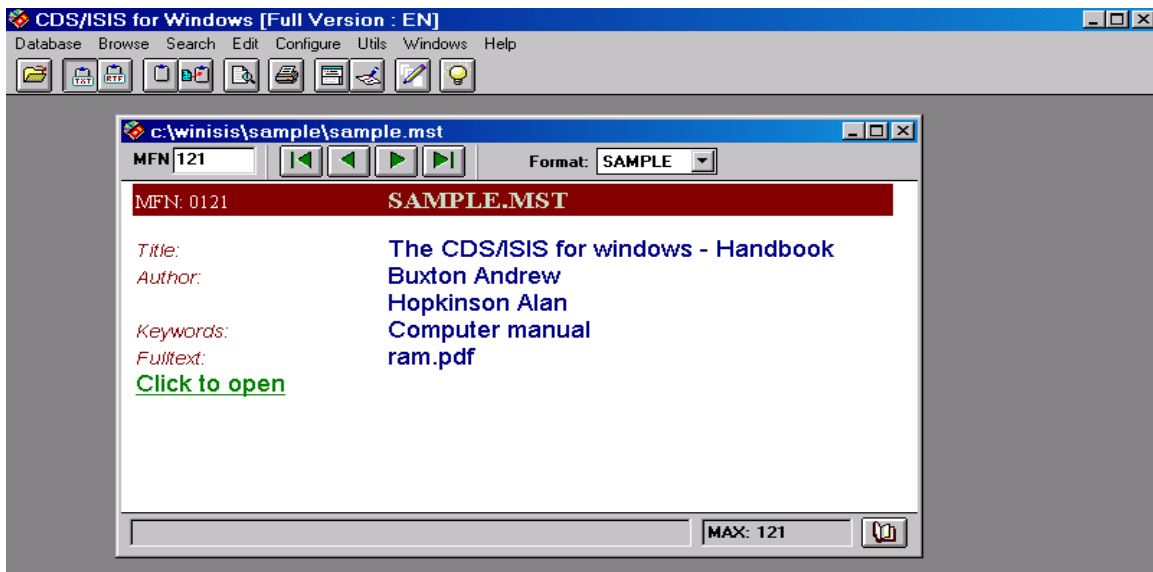 CDS/ISIS for Windows [Full Version : EN]
Database Browse Search Edit Configure Utils Windows Help
TXT RTF
c:\winisis\sample\sample.mst
MFN 121 Format: SAMPLE
MFN: 0121 SAMPLE.MST
Title: The CDS/ISIS for windows - Handbook
Author: Buxton Andrew
Hopkinson Alan
Keywords: Computer manual
Fulltext: ram.pdf
Click to open
MAX: 121